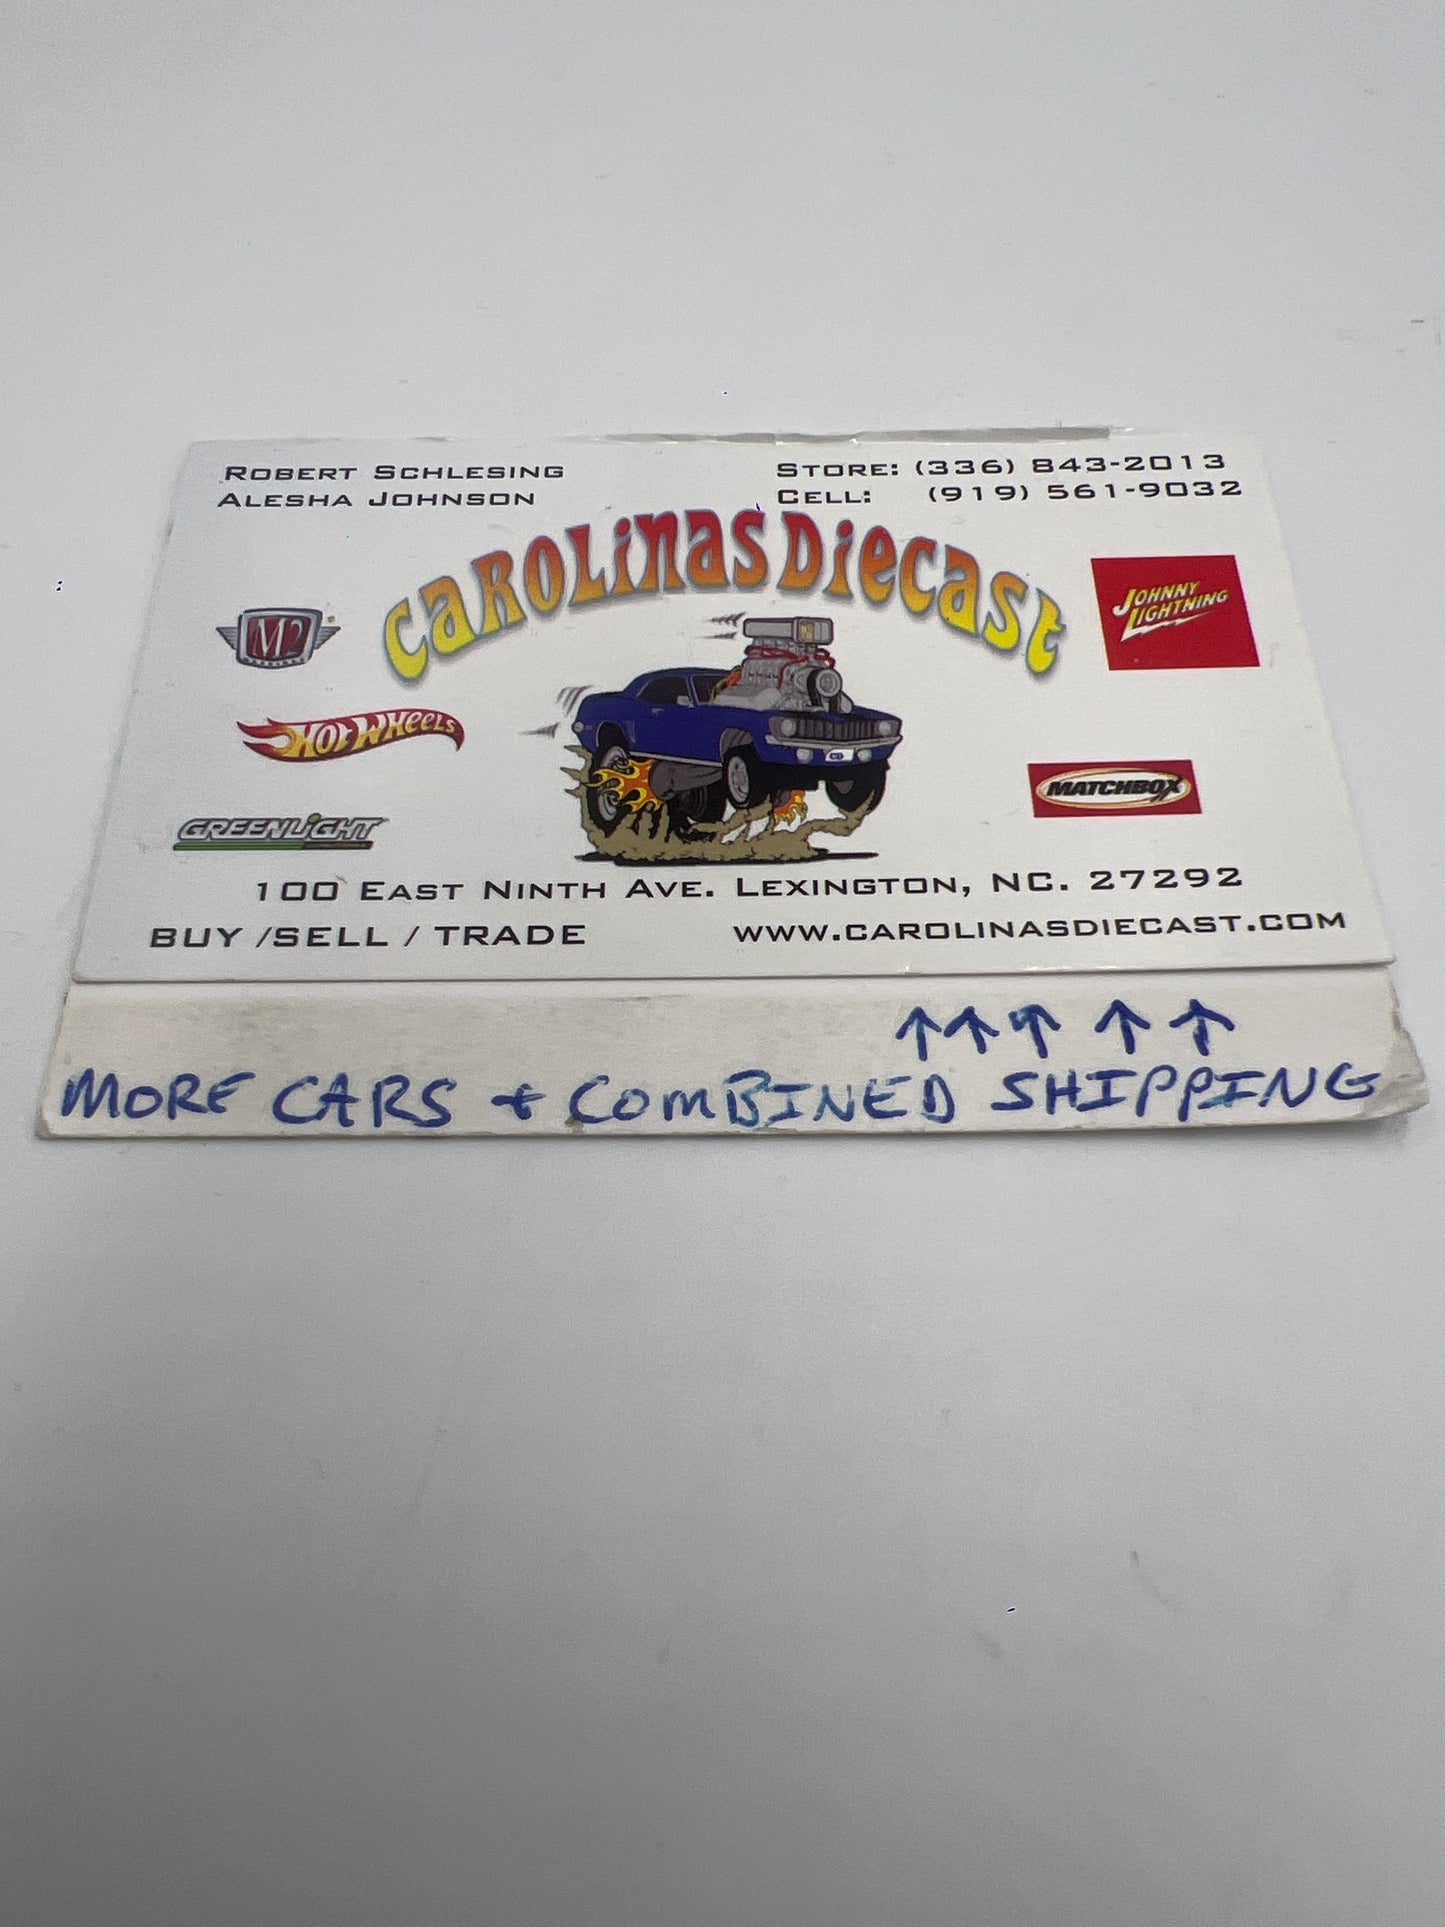 ROBERT SCHLESING
ALESHA JOHNSON
STORE: (336) 843-2013
CELL: (919) 561-9032
CAROLINAS DIECAST
M2
JOHNNY
LIGHTNING
HOT WHEELS
MATCHBOX
GREENLIGHT
100 EAST NINTH AVE. LEXINGTON, NC. 27292
BUY /SELL / TRADE
WWW.CAROLINASDIECAST.COM
↑↑↑ ↑ ↑
MORE CARS + COMBINED SHIPPING